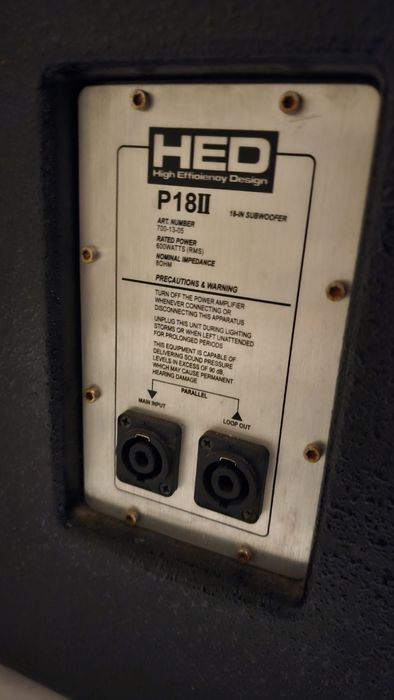 HED
High Efficiency Design
P18II
18-IN SUBWOOFER
ART. NUMBER
700-13-05
RATED POWER
600WATTS (RMS)
NOMINAL IMPEDANCE
8OHM
PRECAUTIONS & WARNING
TURN OFF THE POWER AMPLIFIER
WHENEVER CONNECTING OR
DISCONNECTING THIS APPARATUS
UNPLUG THIS UNIT DURING LIGHTING
STORMS OR WHEN LEFT UNATTENDED
FOR PROLONGED PERIODS
THIS EQUIPMENT IS CAPABLE OF
DELIVERING SOUND PRESSURE
LEVELS IN EXCESS OF 90 dB.
WHICH MAY CAUSE PERMANENT
HEARING DAMAGE
PARALLEL
MAIN INPUT
LOOP OUT